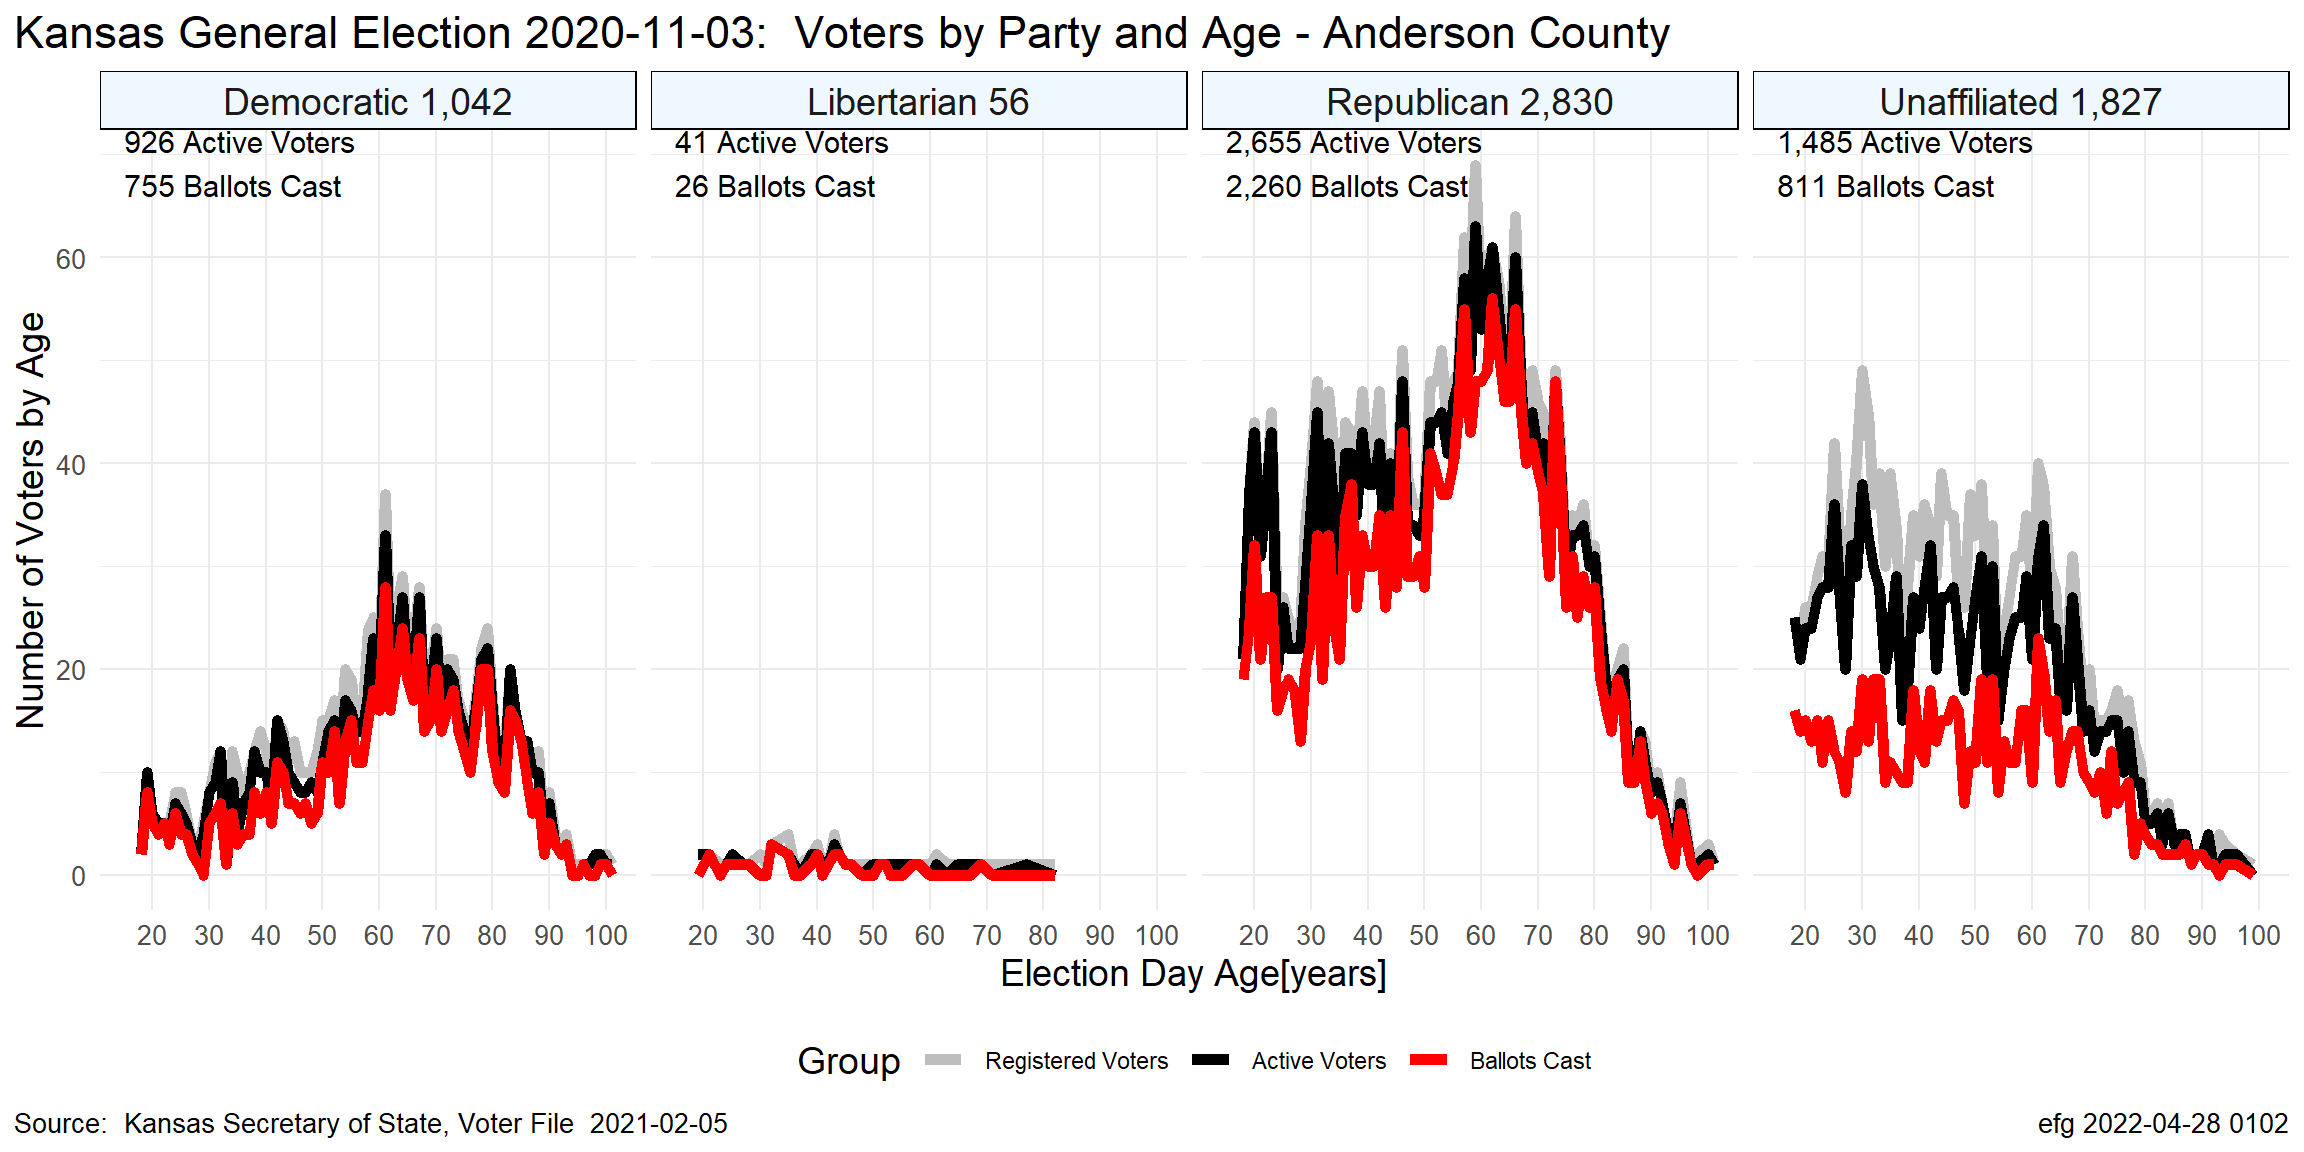 Kansas General Election 2020-11-03:  Voters by Party and Age - Anderson County
Democratic 1,042
Libertarian 56
Republican 2,830
Unaffiliated 1,827
926 Active Voters
755 Ballots Cast
41 Active Voters
26 Ballots Cast
2,655 Active Voters
2,260 Ballots Cast
1,485 Active Voters
811 Ballots Cast
Number of Voters by Age
60
40
20
0
20 30 40 50 60 70 80 90 100
20 30 40 50 60 70 80 90 100
20 30 40 50 60 70 80 90 100
20 30 40 50 60 70 80 90 100
Election Day Age[years]
Group Registered Voters Active Voters Ballots Cast
Source:  Kansas Secretary of State, Voter File  2021-02-05
efg 2022-04-28 0102